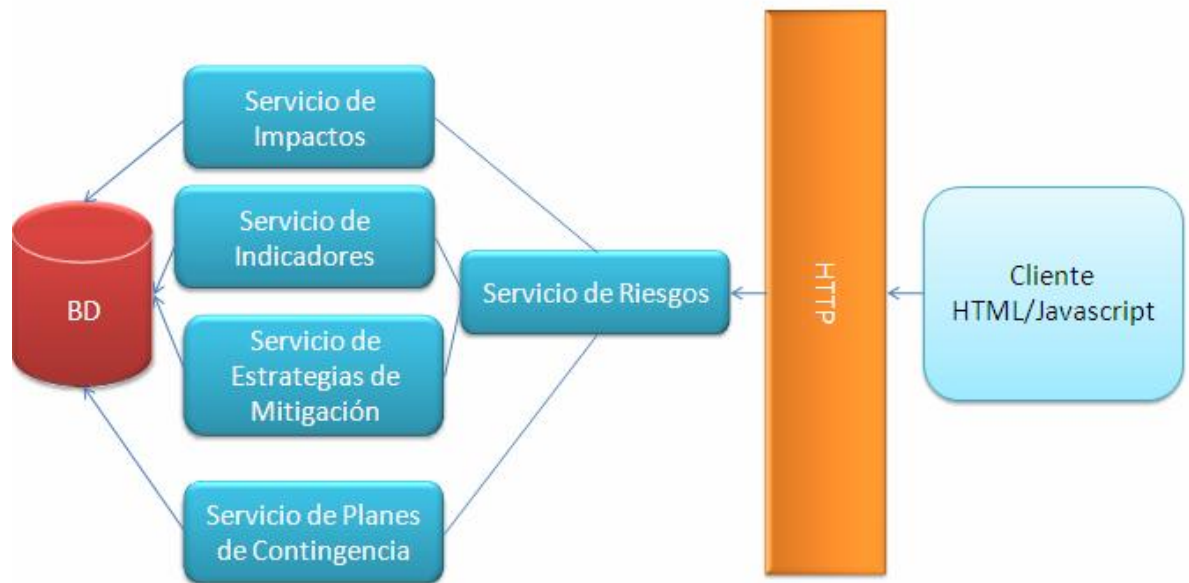 Servicio de
Impactos
Servicio de
Indicadores
BD
Servicio de
Estrategias de
Mitigación
Servicio de Planes
de Contingencia
Servicio de Riesgos
HTTP
Cliente
HTML/Javascript